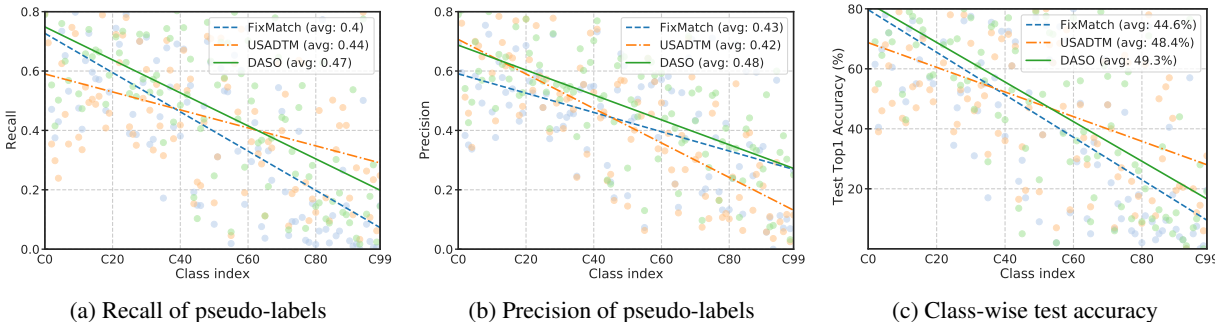 0.8
0.6
0.4
0.2
0.0
Recall
FixMatch (avg: 0.4)
USADTM (avg: 0.44)
DASO (avg: 0.47)
C0 C20 C40 C60 C80 C99
Class index
(a) Recall of pseudo-labels
0.8
0.6
0.4
0.2
0.0
Precision
FixMatch (avg: 0.43)
USADTM (avg: 0.42)
DASO (avg: 0.48)
C0 C20 C40 C60 C80 C99
Class index
(b) Precision of pseudo-labels
80
60
40
20
Test Top1 Accuracy (%)
FixMatch (avg: 44.6%)
USADTM (avg: 48.4%)
DASO (avg: 49.3%)
C0 C20 C40 C60 C80 C99
Class index
(c) Class-wise test accuracy